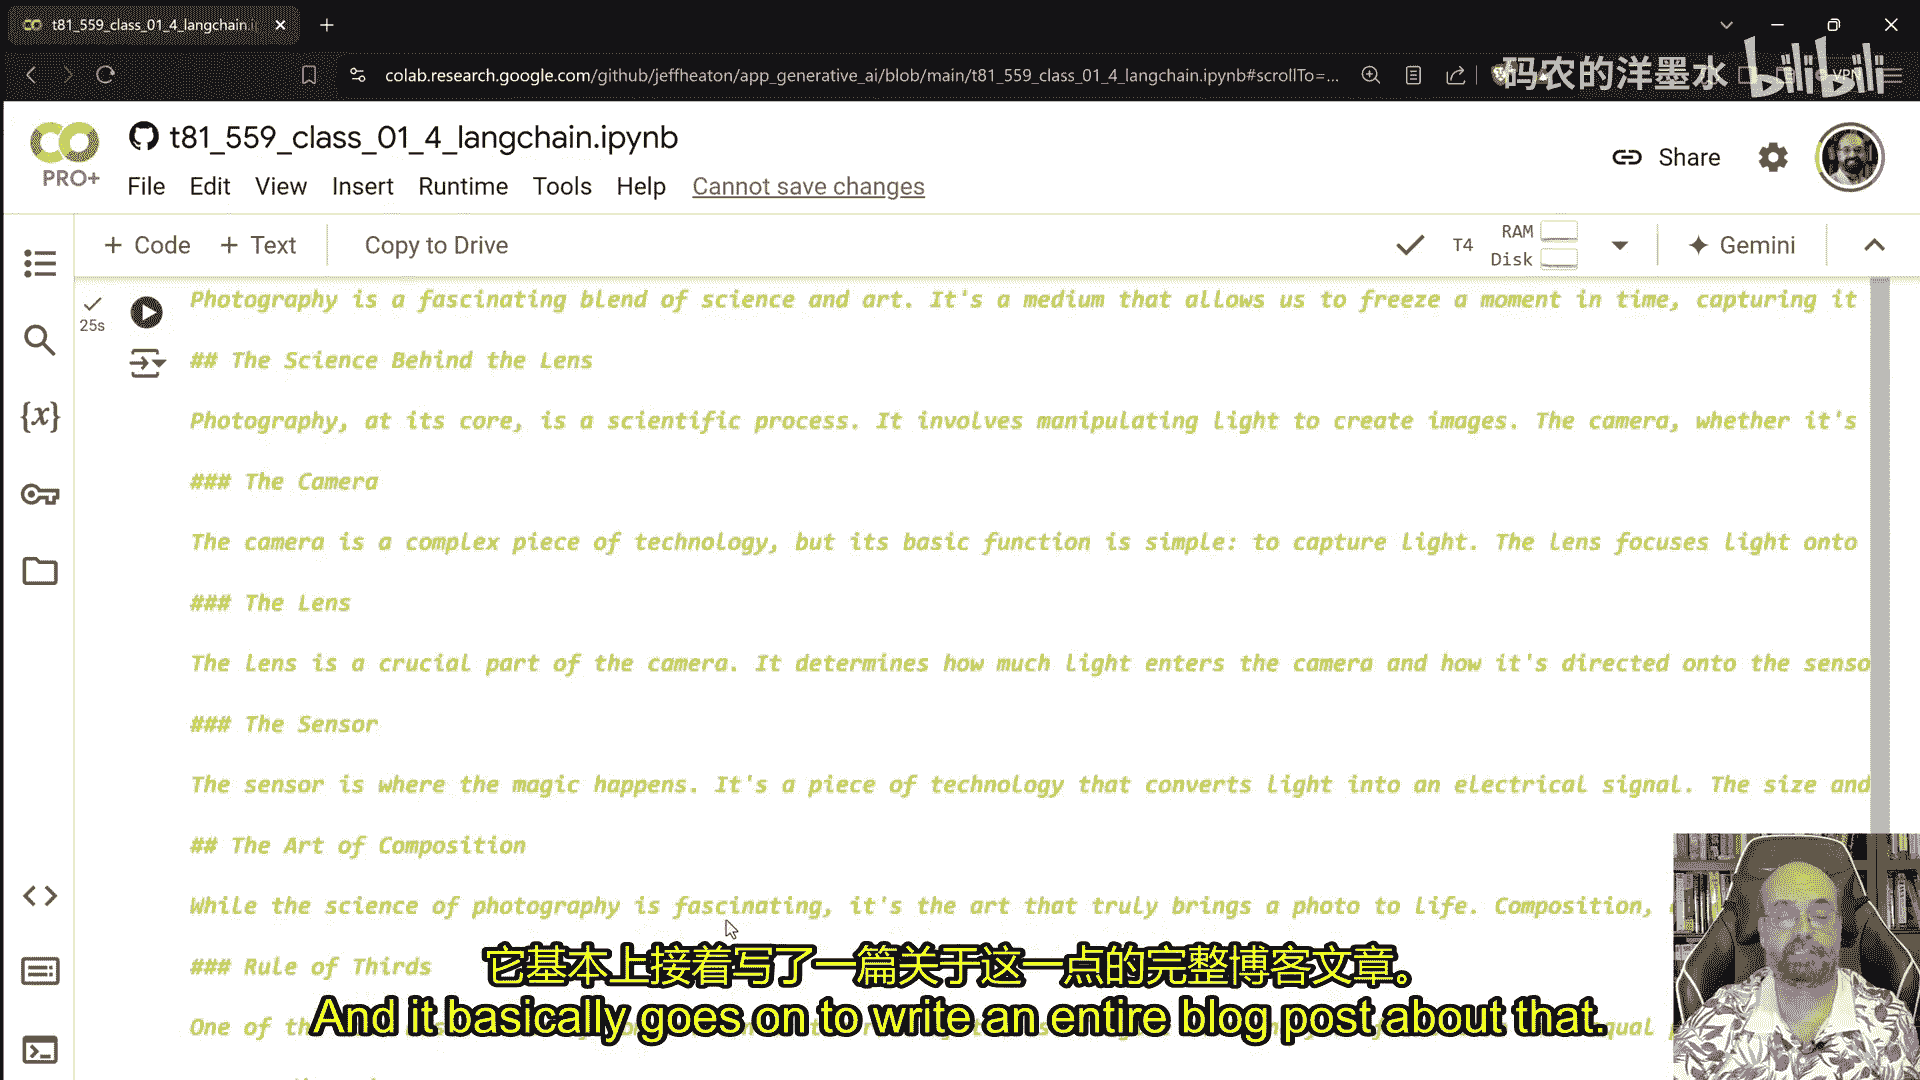 t81_559_class_01_4_langchain.i
colab.research.google.com/github/jeffheaton/app_generative_ai/blob/main/t81_559_class_01_4_langchain.ipynb#scrollTo=...
VPN
码农的洋墨水 bilibili
t81_559_class_01_4_langchain.ipynb
PRO+
File Edit View Insert Runtime Tools Help Cannot save changes
Share
+ Code + Text Copy to Drive
T4 RAM Disk Gemini
25s
Photography is a fascinating blend of science and art. It's a medium that allows us to freeze a moment in time, capturing it
## The Science Behind the Lens
Photography, at its core, is a scientific process. It involves manipulating light to create images. The camera, whether it's
### The Camera
The camera is a complex piece of technology, but its basic function is simple: to capture light. The lens focuses light onto
### The Lens
The lens is a crucial part of the camera. It determines how much light enters the camera and how it's directed onto the senso
### The Sensor
The sensor is where the magic happens. It's a piece of technology that converts light into an electrical signal. The size and
## The Art of Composition
While the science of photography is fascinating, it's the art that truly brings a photo to life. Composition,
### Rule of Thirds
One of th
qual
它基本上接着写了一篇关于这一点的完整博客文章。
And it basically goes on to write an entire blog post about that.